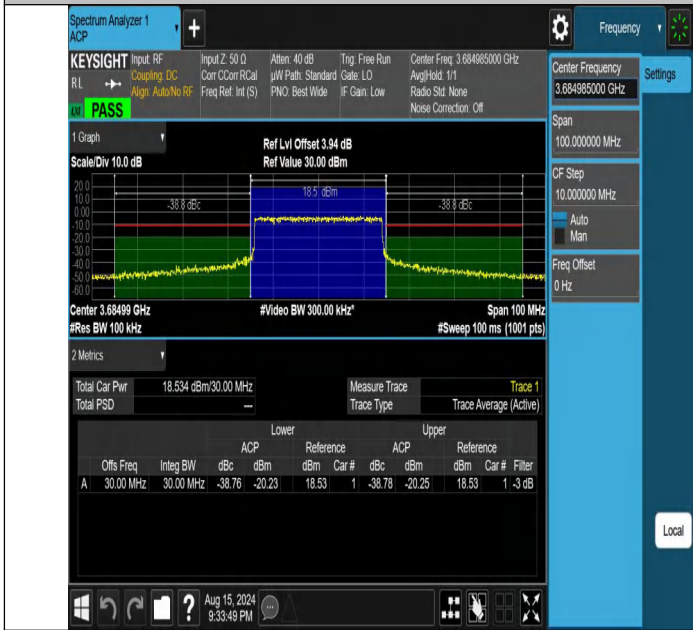 Spectrum Analyzer 1
ACP
+
Frequency
KEYSIGHT
RL
PASS
Input: RF
Coupling: DC
Align: Auto/No RF
Input Z: 50 Ω
Corr CCorr RCal
Freq Ref: Int (S)
Atten: 40 dB
µW Path: Standard
PNO: Best Wide
Trig: Free Run
Gate: LO
IF Gain: Low
Center Freq: 3.684985000 GHz
Avg|Hold: 1/1
Radio Std: None
Noise Correction: Off
Center Frequency
3.684985000 GHz
Settings
Span
100.000000 MHz
CF Step
10.000000 MHz
Auto
Man
Freq Offset
0 Hz
Local
1 Graph
Scale/Div 10.0 dB
Ref Lvl Offset 3.94 dB
Ref Value 30.00 dBm
20.0
10.0
0.00
-10.0
-20.0
-30.0
-40.0
-50.0
-60.0
-38.8 dBc
18.5 dBm
-38.8 dBc
Center 3.68499 GHz
#Video BW 300.00 kHz*
Span 100 MHz
#Res BW 100 kHz
#Sweep 100 ms (1001 pts)
2 Metrics
Total Car Pwr 18.534 dBm/30.00 MHz
Total PSD ---
Measure Trace Trace 1
Trace Type Trace Average (Active)
Lower Upper
ACP Reference ACP Reference
Offs Freq Integ BW dBc dBm dBm Car # dBc dBm dBm Car # Filter
A 30.00 MHz 30.00 MHz -38.76 -20.23 18.53 1 -38.78 -20.25 18.53 1 -3 dB
?
Aug 15, 2024
9:33:49 PM